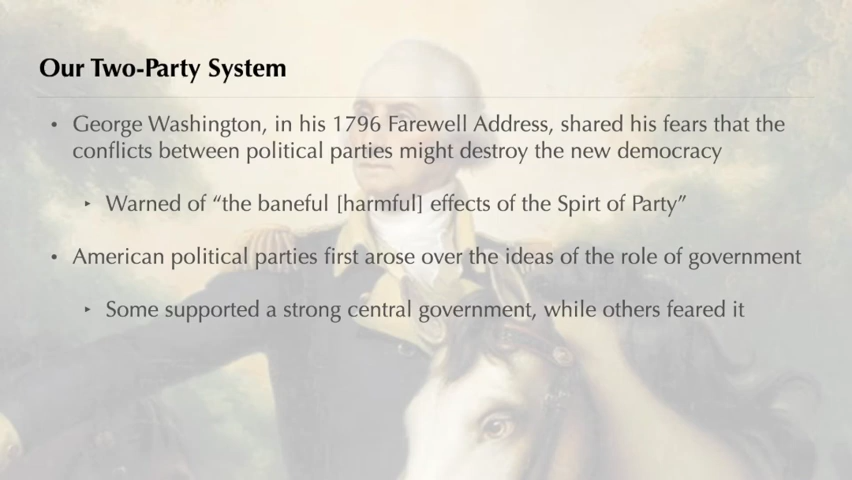 Our Two-Party System
• George Washington, in his 1796 Farewell Address, shared his fears that the
conflicts between political parties might destroy the new democracy
‣ Warned of “the baneful [harmful] effects of the Spirt of Party”
• American political parties first arose over the ideas of the role of government
‣ Some supported a strong central government, while others feared it